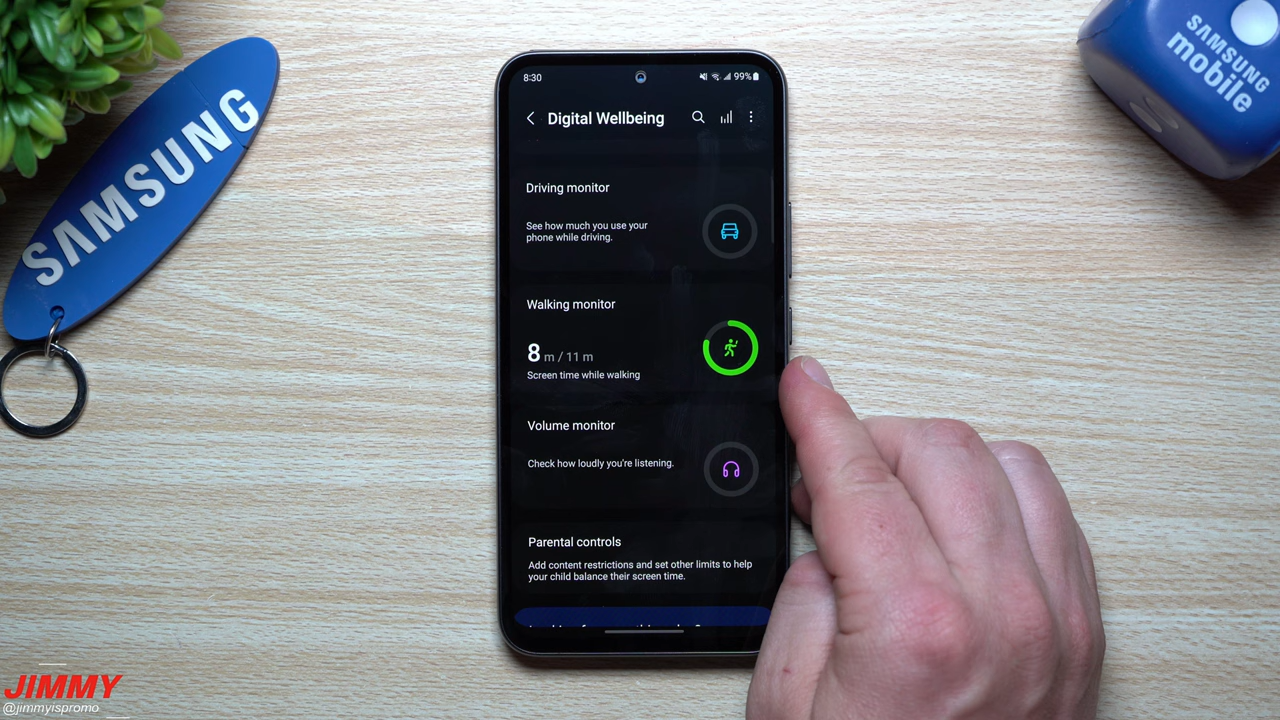 SAMSUNG
SAMSUNG
mobile
8:30
99%
Digital Wellbeing
Driving monitor
See how much you use your
phone while driving.
Walking monitor
8 m / 11 m
Screen time while walking
Volume monitor
Check how loudly you're listening.
Parental controls
Add content restrictions and set other limits to help
your child balance their screen time.
JIMMY
@jimmyispromo